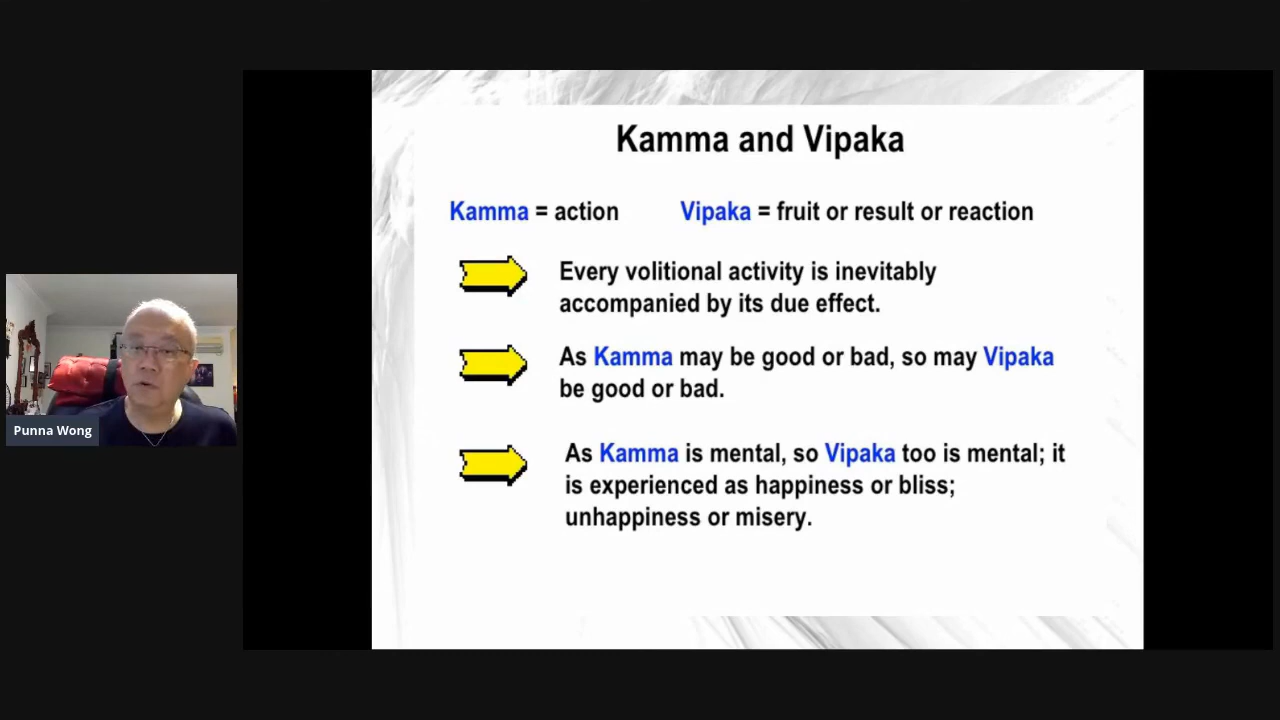 Kamma and Vipaka
Kamma = action Vipaka = fruit or result or reaction
Every volitional activity is inevitably
accompanied by its due effect.
As Kamma may be good or bad, so may Vipaka
be good or bad.
As Kamma is mental, so Vipaka too is mental; it
is experienced as happiness or bliss;
unhappiness or misery.
Punna Wong